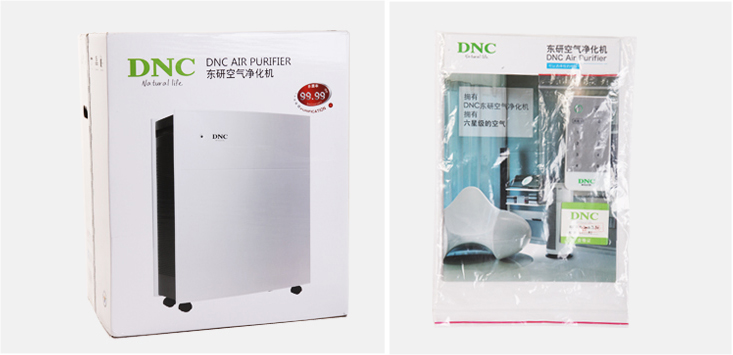 DNC
Natural life
DNC AIR PURIFIER
东研空气净化机
99.99
DNC
DNC
Natural life
东研空气净化机
DNC Air Purifier
拥有
DNC东研空气净化机
拥有
六星级的空气
DNC
DNC